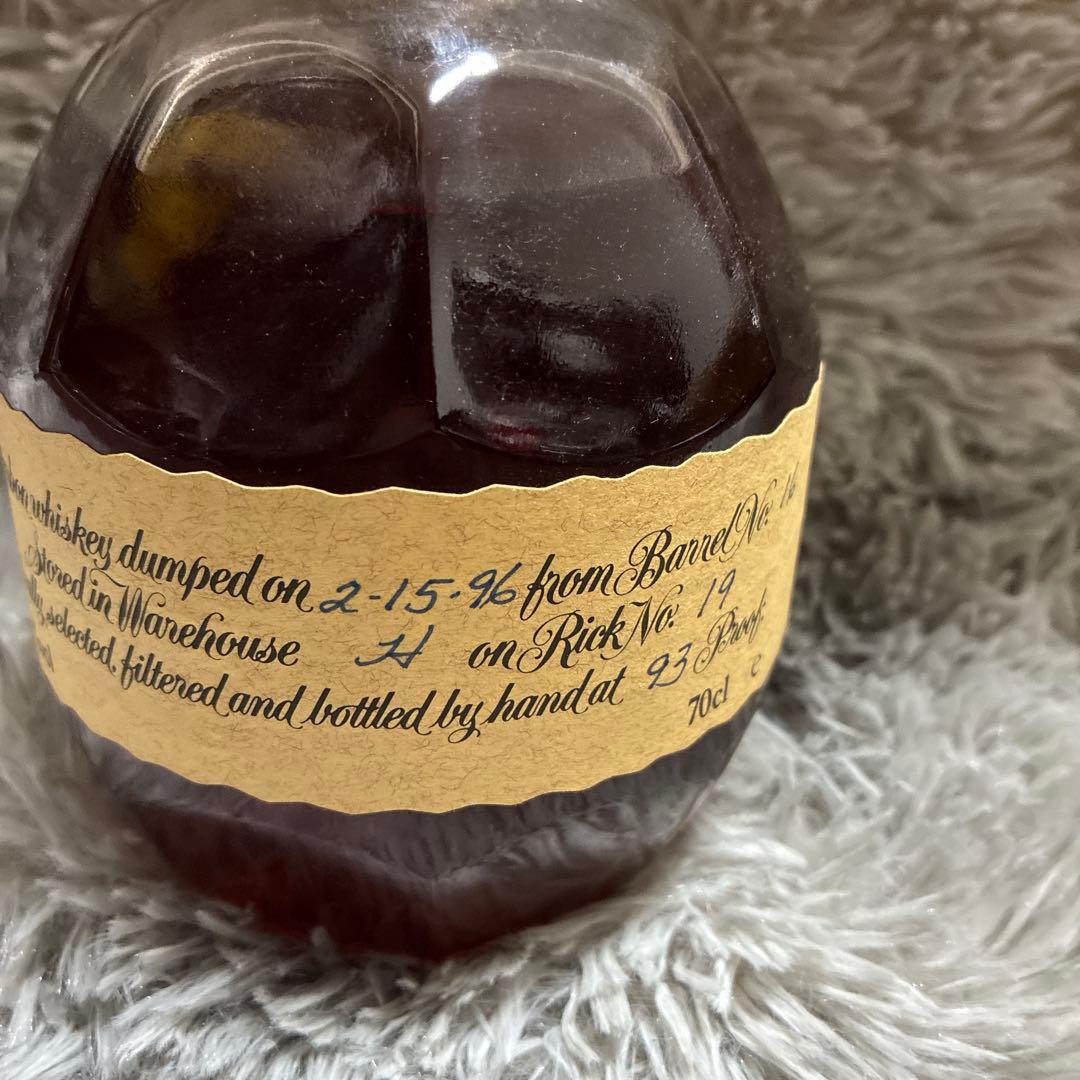 whiskey dumped on 2-15-96 from Barrel No: 16
Stored in Warehouse H on Rick No: 19
selected, filtered and bottled by hand at 93 Proof.
70cl e